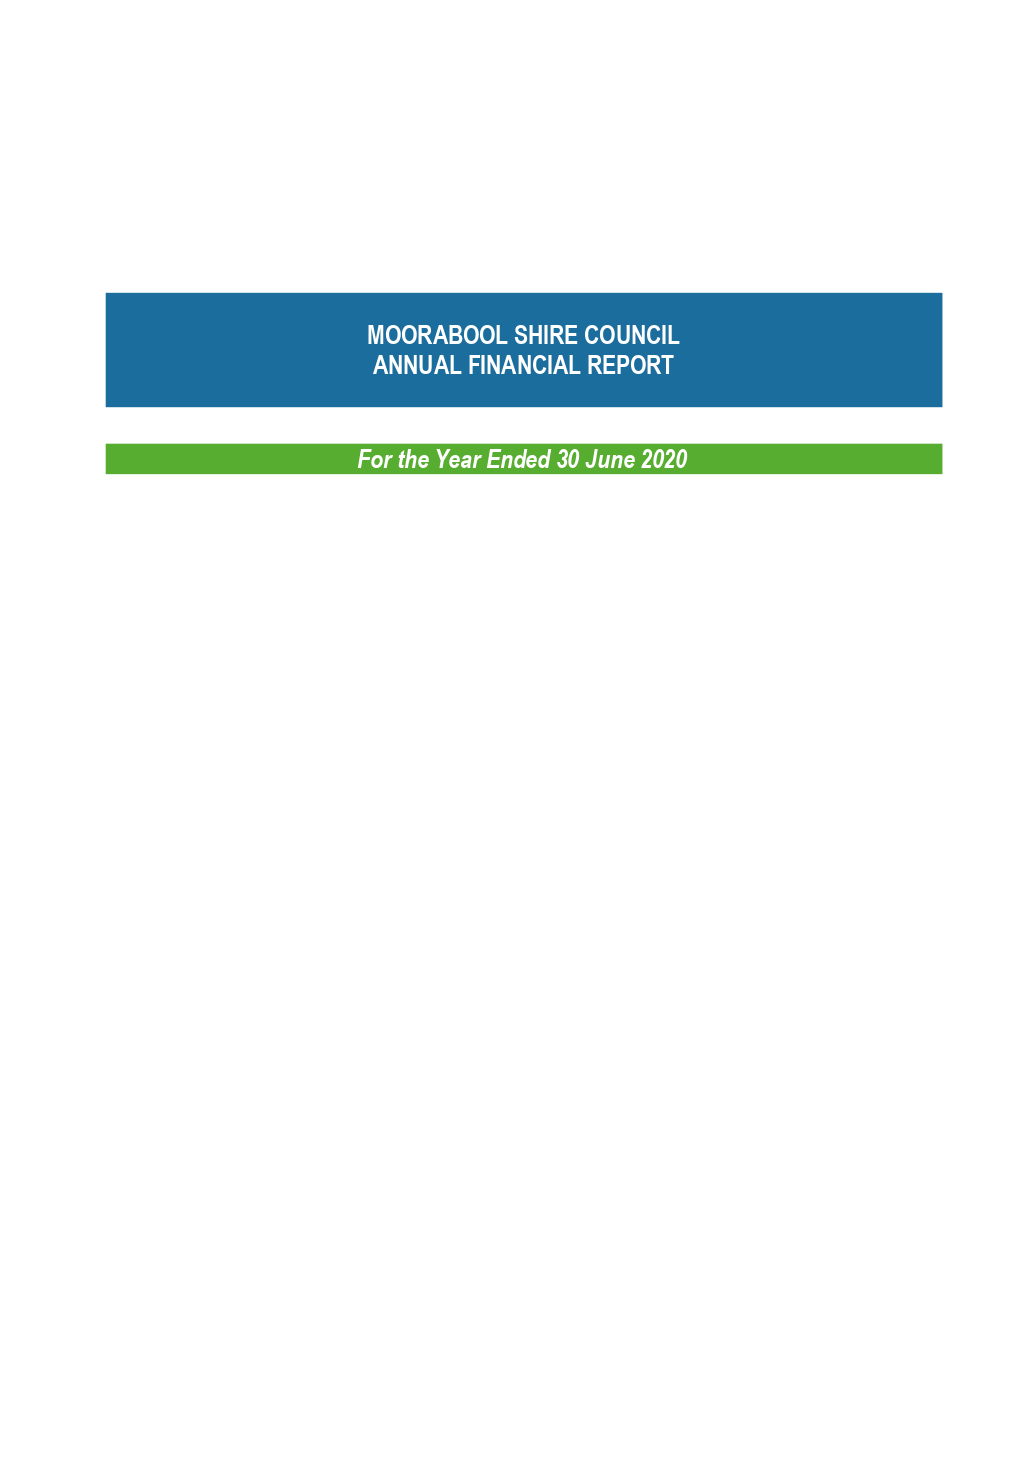 MOORABOOL SHIRE COUNCIL
ANNUAL FINANCIAL REPORT
For the Year Ended 30 June 2020